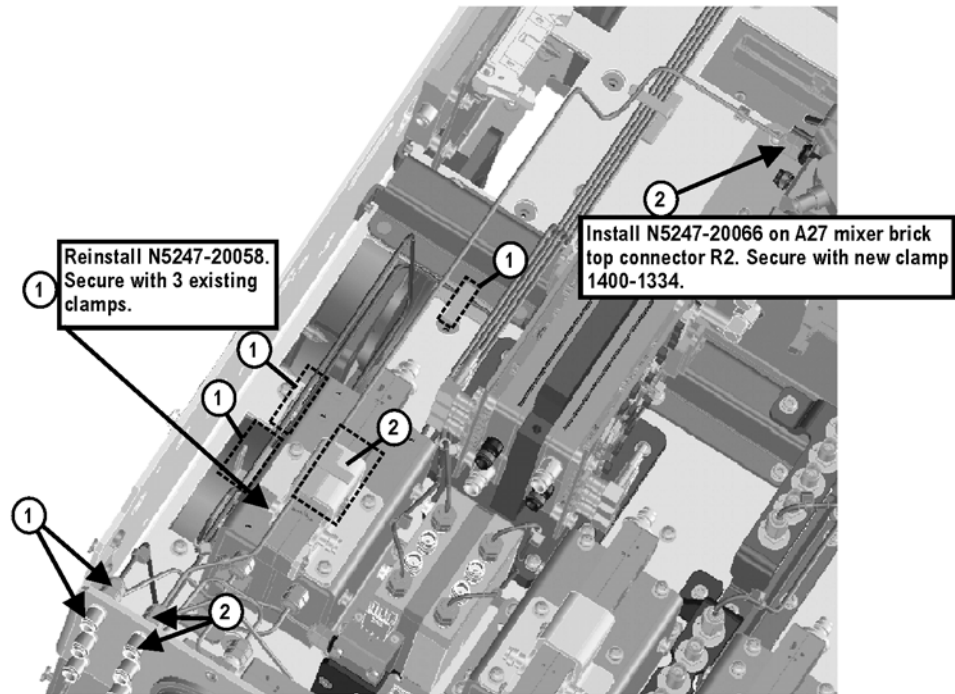 2
Install N5247-20066 on A27 mixer brick
top connector R2. Secure with new clamp
1400-1334.
1
Reinstall N5247-20058.
Secure with 3 existing
clamps.
1
1
1
2
1
2